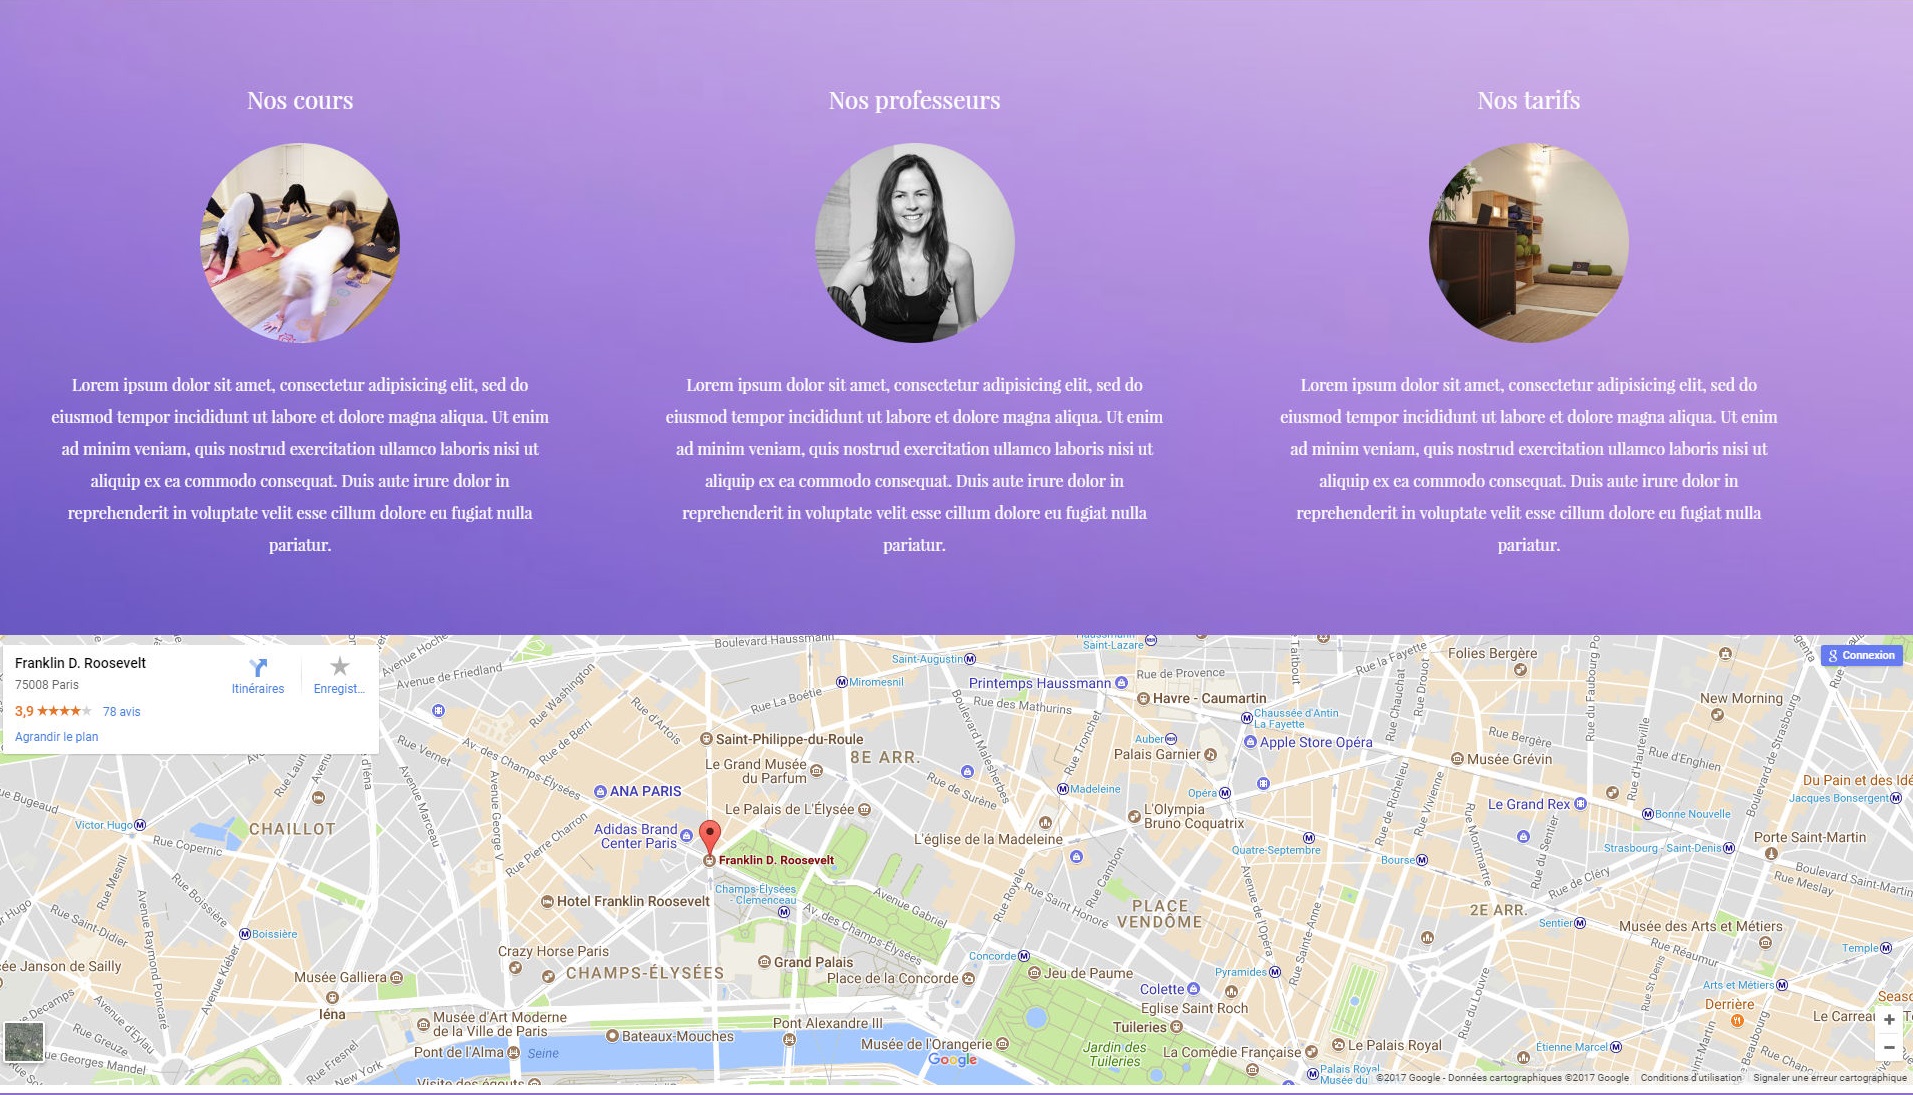 Nos cours
Nos professeurs
Nos tarifs
Lorem ipsum dolor sit amet, consectetur adipisicing elit, sed do
eiusmod tempor incididunt ut labore et dolore magna aliqua. Ut enim
ad minim veniam, quis nostrud exercitation ullamco laboris nisi ut
aliquip ex ea commodo consequat. Duis aute irure dolor in
reprehenderit in voluptate velit esse cillum dolore eu fugiat nulla
pariatur.
Lorem ipsum dolor sit amet, consectetur adipisicing elit, sed do
eiusmod tempor incididunt ut labore et dolore magna aliqua. Ut enim
ad minim veniam, quis nostrud exercitation ullamco laboris nisi ut
aliquip ex ea commodo consequat. Duis aute irure dolor in
reprehenderit in voluptate velit esse cillum dolore eu fugiat nulla
pariatur.
Lorem ipsum dolor sit amet, consectetur adipisicing elit, sed do
eiusmod tempor incididunt ut labore et dolore magna aliqua. Ut enim
ad minim veniam, quis nostrud exercitation ullamco laboris nisi ut
aliquip ex ea commodo consequat. Duis aute irure dolor in
reprehenderit in voluptate velit esse cillum dolore eu fugiat nulla
pariatur.
Franklin D. Roosevelt
75008 Paris
3,9
78 avis
Agrandir le plan
Itinéraires
Enregist...
Connexion
Boulevard Haussmann
Avenue de Friedland
Saint-Augustin
Saint-Lazare
Rue de Provence
Rue Taitbout
Rue la Fayette
Folies Bergère
Miromesnil
Printemps Haussmann
Havre - Caumartin
Rue Chauchat
Rue Drouot
New Morning
Rue Washington
Rue d'Artois
Rue La Boétie
Rue des Mathurins
Chaussée d'Antin
La Fayette
Boulevard Malesherbes
Rue Tronchet
Auber
Palais Garnier
Apple Store Opéra
Rue Bergère
Rue d'Hauteville
Rue d'Enghien
Boulevard de Strasbourg
Musée Grévin
Rue de Berri
Rue Vernet
Av. des Champs-Élysées
Saint-Philippe-du-Roule
8E ARR.
Le Grand Musée
du Parfum
Rue de Surène
Madeleine
Opéra
Rue de Richelieu
Rue Vivienne
Le Grand Rex
Du Pain et des Idé
Jacques Bonsergent
Bonne Nouvelle
ANA PARIS
Le Palais de L'Élysée
L'Olympia
Bruno Coquatrix
Avenue Marceau
Avenue George V
Adidas Brand
Center Paris
L'église de la Madeleine
Quatre-Septembre
Bourse
Rue Montmartre
Rue du Sentier
Porte Saint-Martin
Strasbourg - Saint-Denis
Victor Hugo
CHAILLOT
Rue Copernic
Rue Pierre Charron
Franklin D. Roosevelt
Rue Cambon
Rue de Cléry
Boulevard Saint-Martin
Rue Meslay
Rue Mesnil
Rue Boissière
Hotel Franklin Roosevelt
Champs-Élysées
- Clemenceau
Avenue Gabriel
Av. des Champs-Élysées
Rue Royale
Rue Saint Honoré
PLACE
VENDÔME
Avenue de l'Opéra
Rue Sainte-Anne
2E ARR.
Sentier
Musée des Arts et Métiers
Rue Saint-Didier
Avenue Raymond Poincaré
Boissière
Avenue Kléber
Crazy Horse Paris
CHAMPS-ÉLYSÉES
Grand Palais
Place de la Concorde
Concorde
Jeu de Paume
Pyramides
Rue Réaumur
Temple
Janson de Sailly
Musée Galliera
Iéna
Colette
Eglise Saint Roch
Rue du Louvre
Rue St Denis
Arts et Métiers
Derrière
Musée d'Art Moderne
de la Ville de Paris
Bateaux-Mouches
Pont Alexandre III
Tuileries
Rue Greuze
Avenue d'Eylau
Rue Georges Mandel
Rue Fresnel
New York
Pont de l'Alma
Seine
Musée de l'Orangerie
Jardin des
Tuileries
La Comédie Française
Le Palais Royal
Étienne Marcel
Rue St-Martin
Google
Visite des égouts
Palais Royal
Musée du
©2017 Google - Données cartographiques ©2017 Google
Conditions d'utilisation
Signaler une erreur cartographique